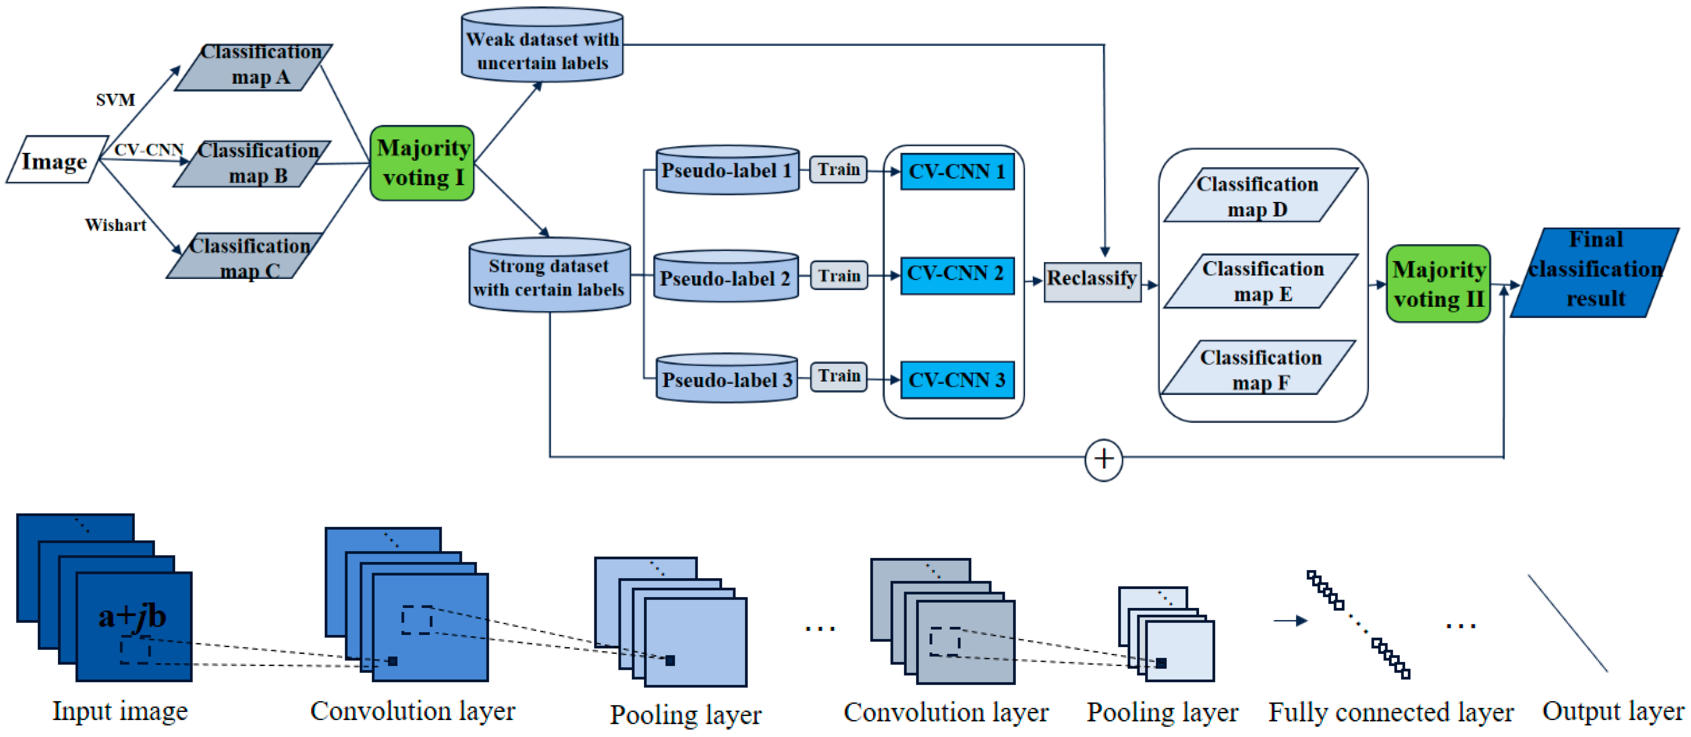 Classification
map A
SVM
Image
CV-CNN
Classification
map B
Wishart
Classification
map C
Majority
voting I
Weak dataset with
uncertain labels
Strong dataset
with certain labels
Pseudo-label 1
Train
CV-CNN 1
Pseudo-label 2
Train
CV-CNN 2
Pseudo-label 3
Train
CV-CNN 3
Reclassify
Classification
map D
Classification
map E
Classification
map F
Majority
voting II
Final
classification
result
+
a+jb
...
...
Input image
Convolution layer
Pooling layer
Convolution layer
Pooling layer
Fully connected layer
Output layer